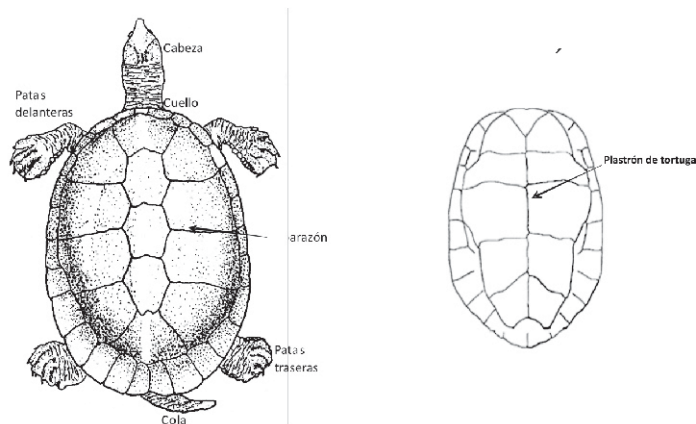 Cabeza
Patas
delanteras
Cuello
arazón
Patas
traseras
Cola
Plastrón de tortuga